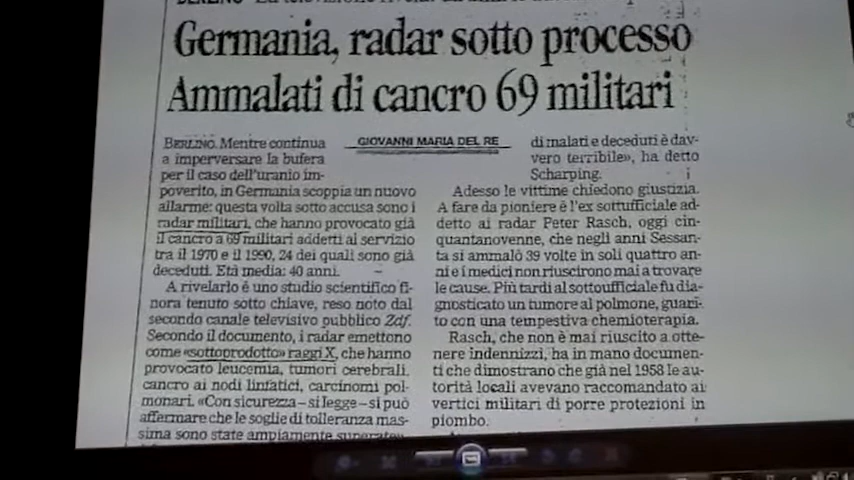 BERLINO
Germania, radar sotto processo
Ammalati di cancro 69 militari
BERLINO. Mentre continua
a imperversare la bufera
per il caso dell'uranio im-
poverito, in Germania scoppia un nuovo
allarme: questa volta sotto accusa sono i
radar militari, che hanno provocato già
il cancro a 69 militari addetti al servizio
tra il 1970 e il 1990, 24 dei quali sono già
deceduti. Età media: 40 anni.
A rivelarlo è uno studio scientifico fi-
nora tenuto sotto chiave, reso noto dal
secondo canale televisivo pubblico Zdf.
Secondo il documento, i radar emettono
come «sottoprodotto» raggi X, che hanno
provocato leucemia, tumori cerebrali,
cancro ai nodi linfatici, carcinomi pol-
monari. «Con sicurezza – si legge – si può
affermare che le soglie di tolleranza mas-
sima sono state ampiamente superate
GIOVANNI MARIA DEL RE
di malati e deceduti è dav-
vero terribile», ha detto
Scharping.
Adesso le vittime chiedono giustizia.
A fare da pioniere è l'ex sottufficiale ad-
detto ai radar Peter Rasch, oggi cin-
quantanovenne, che negli anni Sessan-
ta si ammalò 39 volte in soli quattro an-
ni e i medici non riuscirono mai a trovare
le cause. Più tardi al sottoufficiale fu dia-
gnosticato un tumore al polmone, guari-
to con una tempestiva chemioterapia.
Rasch, che non è mai riuscito a otte-
nere indennizzi, ha in mano documen-
ti che dimostrano che già nel 1958 le au-
torità locali avevano raccomandato ai
vertici militari di porre protezioni in
piombo.